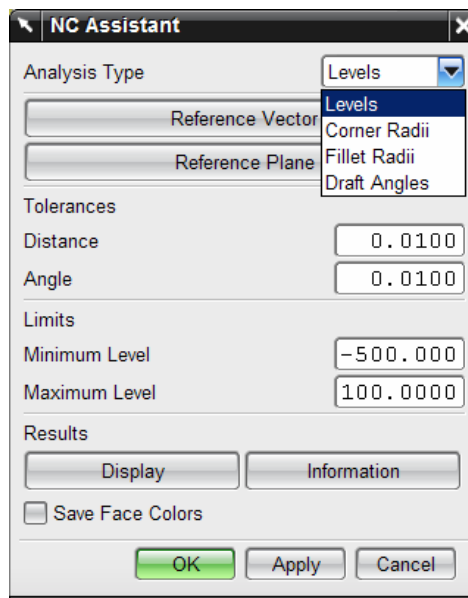 NC Assistant
Analysis Type Levels
Levels
Corner Radii
Fillet Radii
Draft Angles
Reference Vector
Reference Plane
Tolerances
Distance 0.0100
Angle 0.0100
Limits
Minimum Level -500.000
Maximum Level 100.0000
Results
Display Information
Save Face Colors
OK Apply Cancel